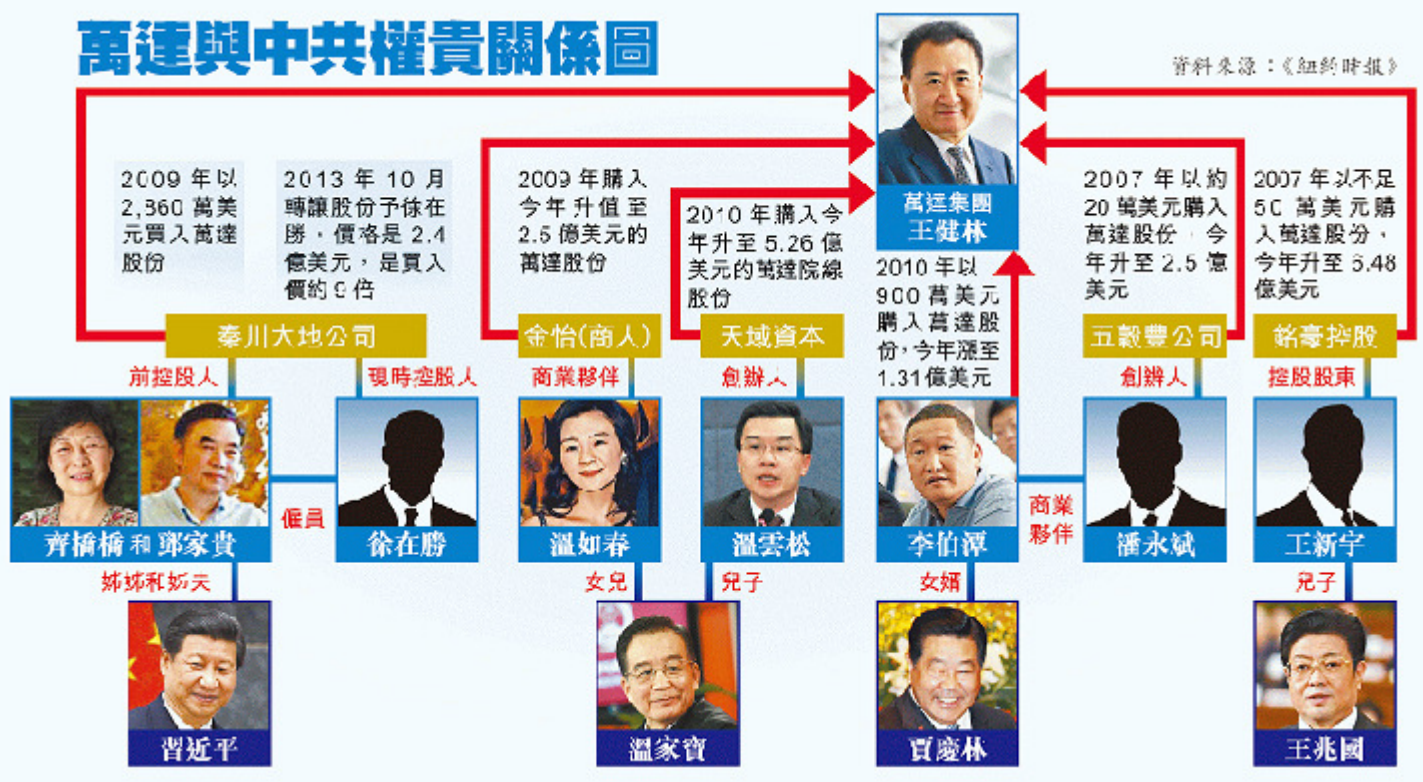 萬達與中共權貴關係圖
資料來源：《紐約時報》
萬達集團
王健林
2009 年以
2,860 萬美
元買入萬達
股份
2013 年 10 月
轉讓股份予徐在
勝，價格是 2.4
億美元，是買入
價約 9 倍
2009 年購入
今年升值至
2.5 億美元的
萬達股份
2010 年購入今
年升至 5.26 億
美元的萬達院線
股份
2010 年以
900 萬美元
購入萬達股
份，今年漲至
1.31億美元
2007 年以約
20 萬美元購入
萬達股份，今
年升至 2.5 億
美元
2007 年以不足
50 萬美元購
入萬達股份，
今年升至 5.48
億美元
秦川大地公司
金怡(商人)
天域資本
五穀豐公司
銘豪控股
前控股人
現時控股人
商業夥伴
創辦人
創辦人
控股股東
齊橋橋和鄧家貴
僱員
徐在勝
溫如春
溫雲松
李伯潭
商業
夥伴
潘永斌
王新宇
姊姊和姊夫
女兒
兒子
女婿
兒子
習近平
溫家寶
賈慶林
王兆國